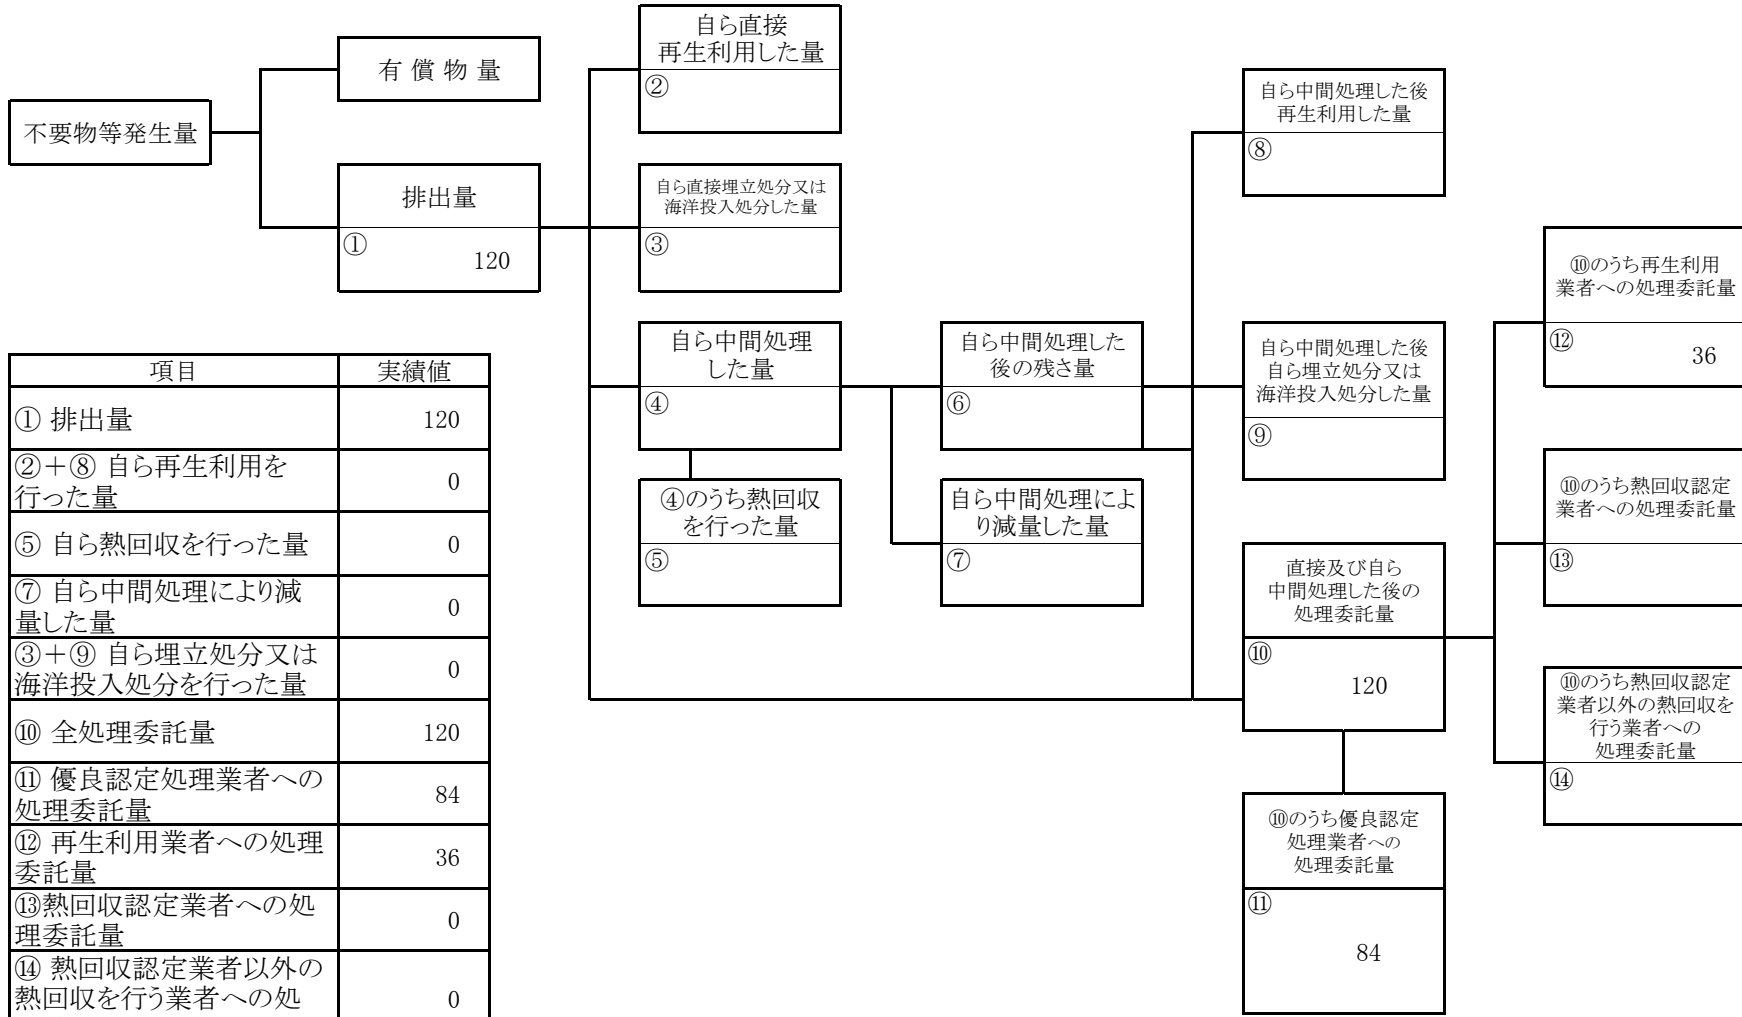 不要物等発生量
有 償 物 量
排出量
①
120
自ら直接
再生利用した量
②
自ら直接埋立処分又は
海洋投入処分した量
③
自ら中間処理
した量
④
④のうち熱回収
を行った量
⑤
自ら中間処理した
後の残さ量
⑥
自ら中間処理によ
り減量した量
⑦
自ら中間処理した後
再生利用した量
⑧
自ら中間処理した後
自ら埋立処分又は
海洋投入処分した量
⑨
直接及び自ら
中間処理した後の
処理委託量
⑩
120
⑩のうち優良認定
処理業者への
処理委託量
⑪
84
⑩のうち再生利用
業者への処理委託量
⑫
36
⑩のうち熱回収認定
業者への処理委託量
⑬
⑩のうち熱回収認定
業者以外の熱回収を
行う業者への
処理委託量
⑭
項目 実績値
① 排出量 120
②+⑧ 自ら再生利用を
行った量 0
⑤ 自ら熱回収を行った量 0
⑦ 自ら中間処理により減
量した量 0
③+⑨ 自ら埋立処分又は
海洋投入処分を行った量 0
⑩ 全処理委託量 120
⑪ 優良認定処理業者への
処理委託量 84
⑫ 再生利用業者への処理
委託量 36
⑬熱回収認定業者への処
理委託量 0
⑭ 熱回収認定業者以外の
熱回収を行う業者への処 0